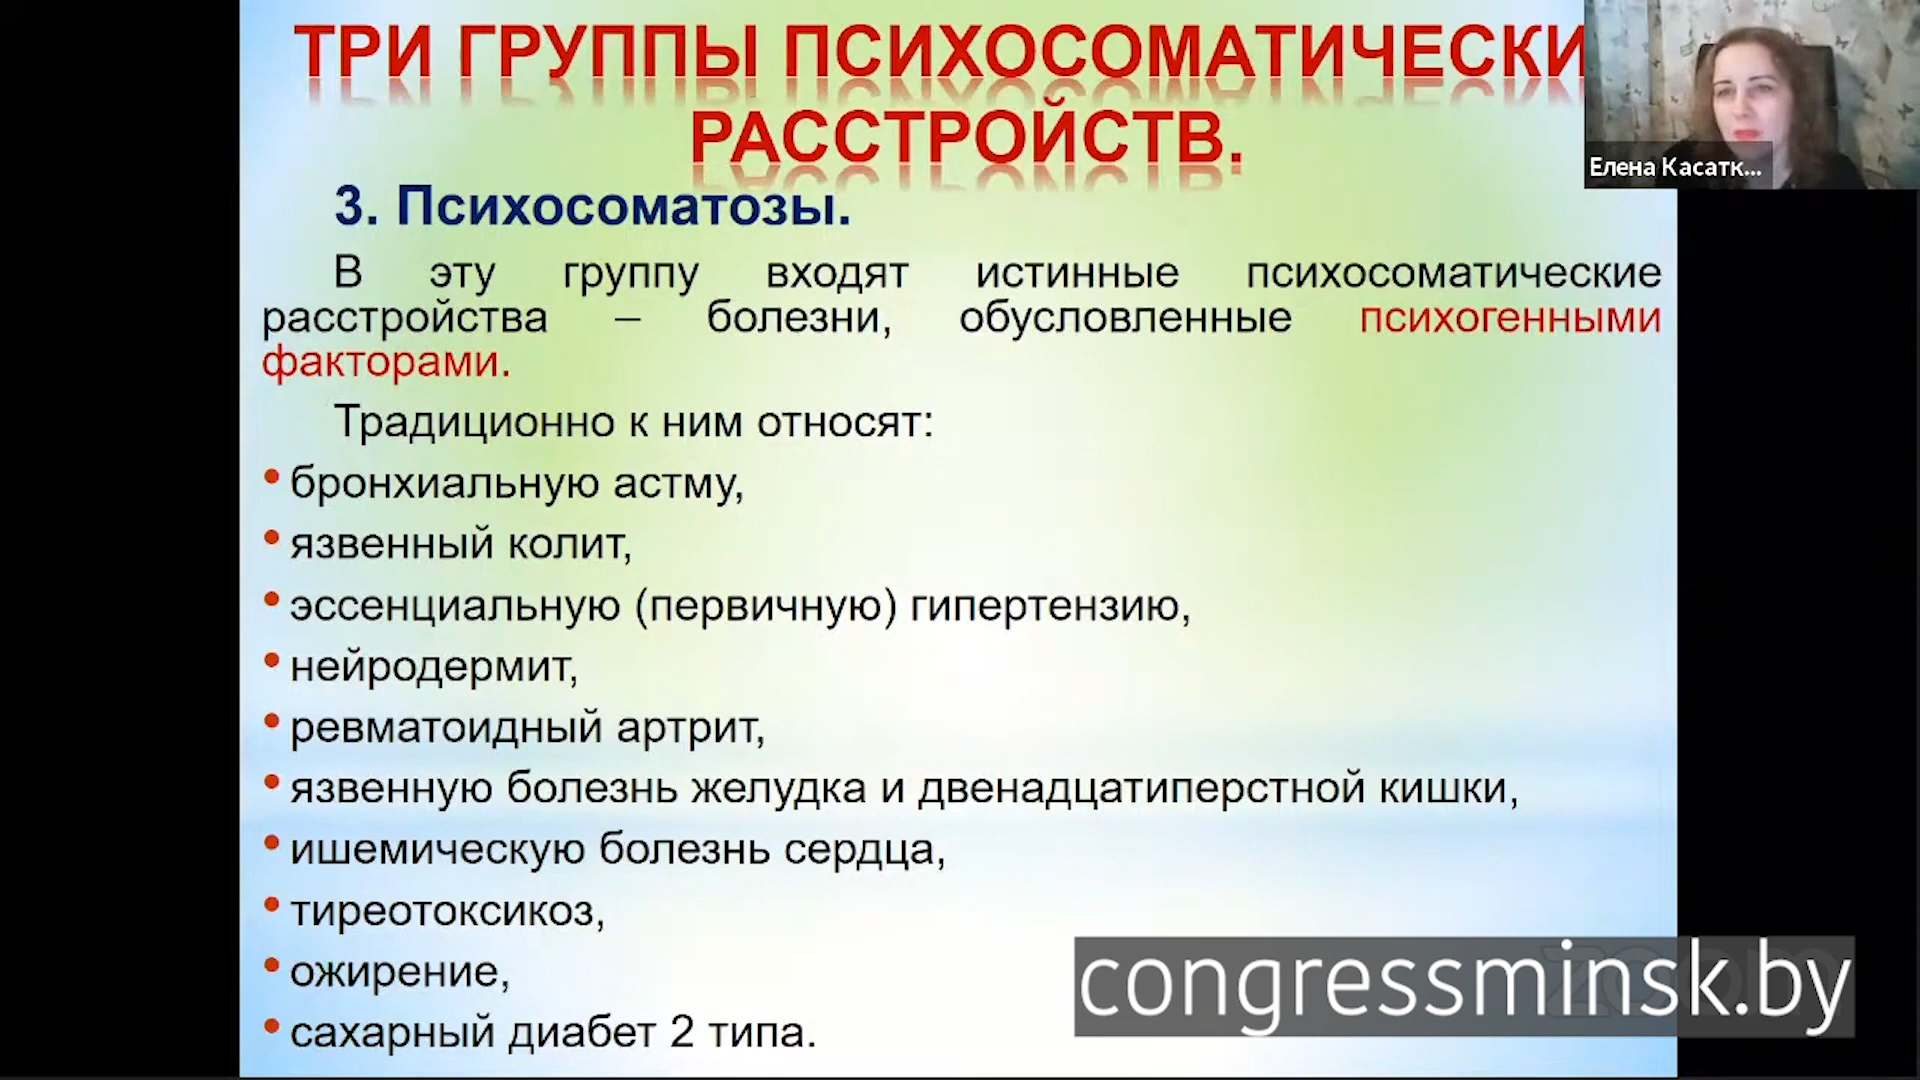 ТРИ ГРУППЫ ПСИХОСОМАТИЧЕСКИ
РАССТРОЙСТВ.
Елена Касатк...
3. Психосоматозы.
В эту группу входят истинные психосоматические
расстройства – болезни, обусловленные психогенными
факторами.
Традиционно к ним относят:
• бронхиальную астму,
• язвенный колит,
• эссенциальную (первичную) гипертензию,
• нейродермит,
• ревматоидный артрит,
• язвенную болезнь желудка и двенадцатиперстной кишки,
• ишемическую болезнь сердца,
• тиреотоксикоз,
• ожирение,
• сахарный диабет 2 типа.
zoom
congressminsk.by